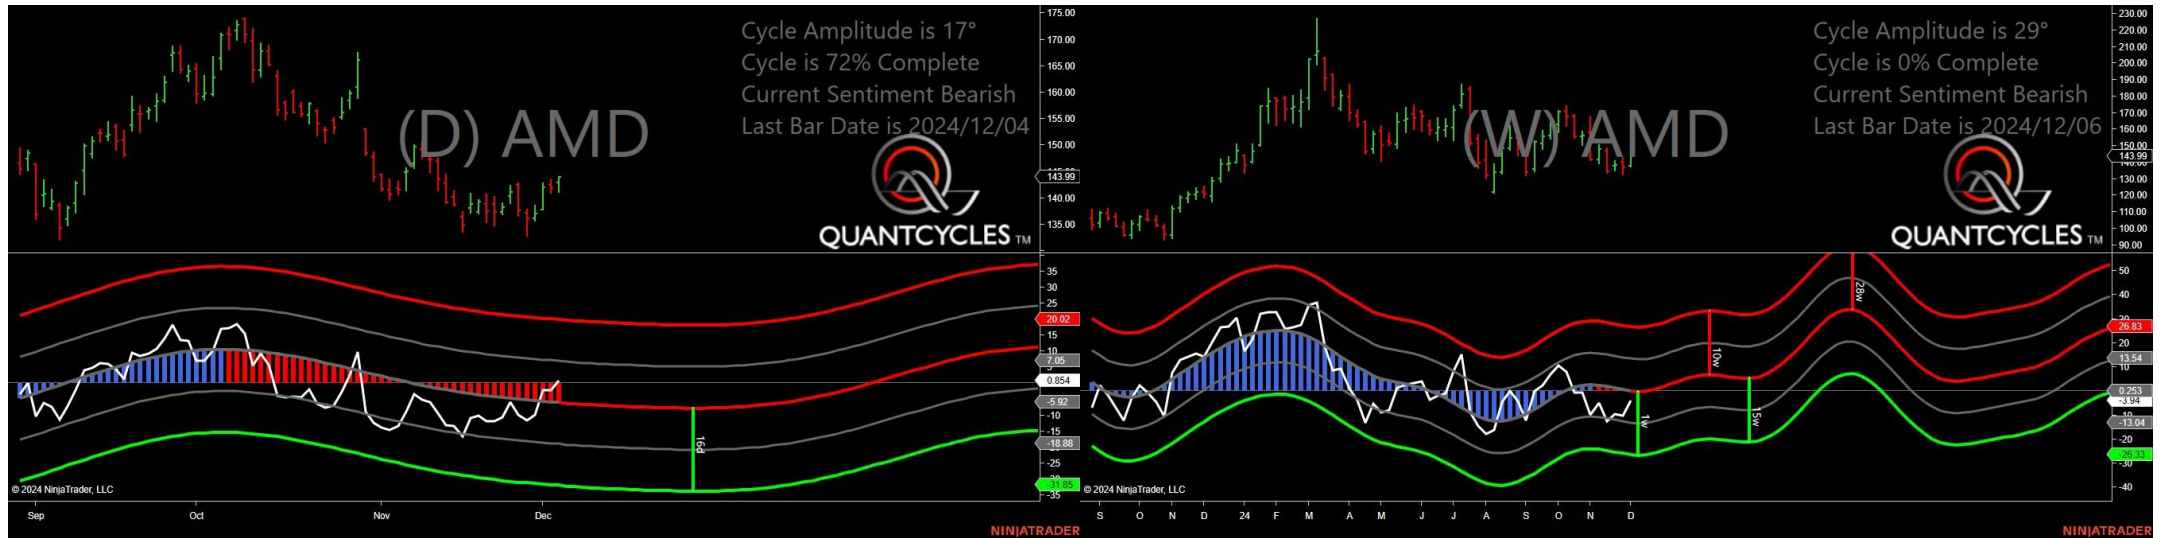 Cycle Amplitude is 17°
Cycle is 72% Complete
Current Sentiment Bearish
Last Bar Date is 2024/12/04
(D) AMD
QUANTCYCLES TM
175.00
170.00
165.00
160.00
155.00
150.00
145.00
143.99
140.00
135.00
35
30
25
20.02
15
10
7.05
0.854
-5.92
-10
-15
-18.88
-25
-31.85
-35
16d
© 2024 NinjaTrader, LLC
Sep Oct Nov Dec
NINJATRADER
Cycle Amplitude is 29°
Cycle is 0% Complete
Current Sentiment Bearish
Last Bar Date is 2024/12/06
(W) AMD
QUANTCYCLES TM
230.00
220.00
210.00
200.00
190.00
180.00
170.00
160.00
150.00
143.99
130.00
120.00
110.00
100.00
90.00
50
40
26.83
20
13.54
10
0.253
-3.94
-13.04
-20
-26.33
-30
-40
1w
10w
15w
28w
© 2024 NinjaTrader, LLC
S O N D 24 F M A M J J A S O N D
NINJATRADER